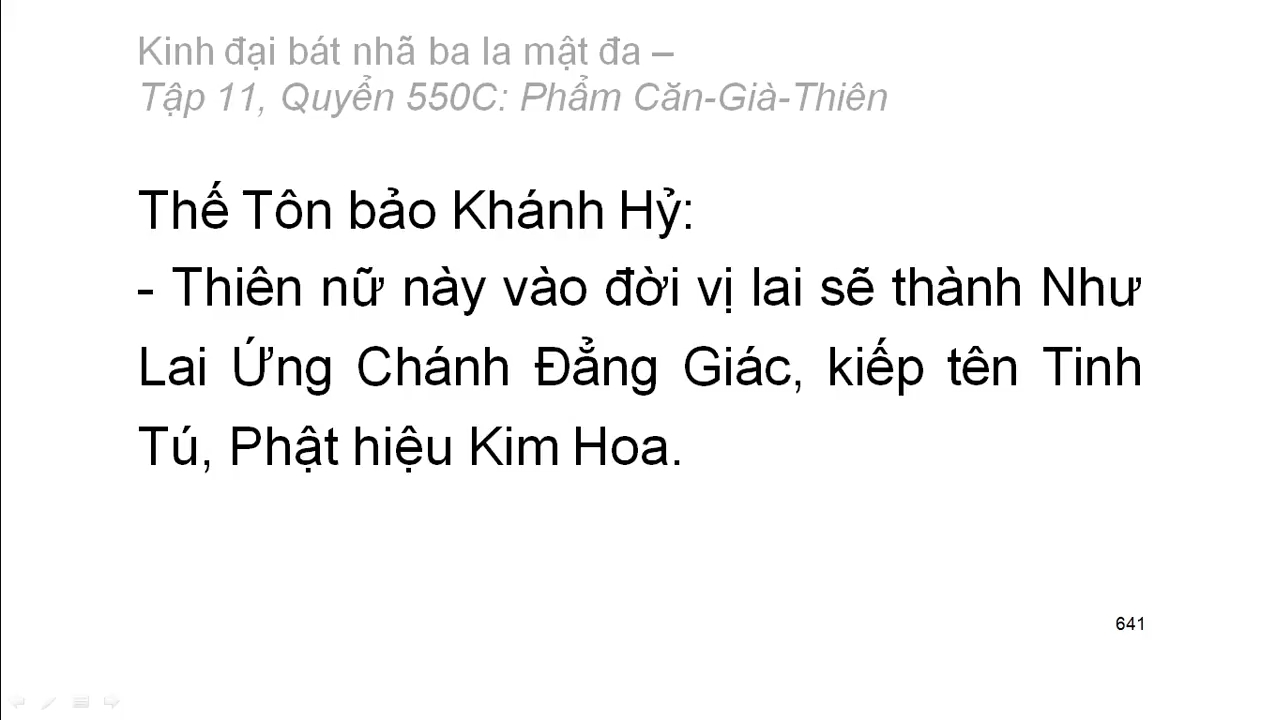 Kinh đại bát nhã ba la mật đa –
Tập 11, Quyển 550C: Phẩm Căn-Già-Thiên
Thế Tôn bảo Khánh Hỷ:
- Thiên nữ này vào đời vị lai sẽ thành Như
Lai Ứng Chánh Đẳng Giác, kiếp tên Tinh
Tú, Phật hiệu Kim Hoa.
641